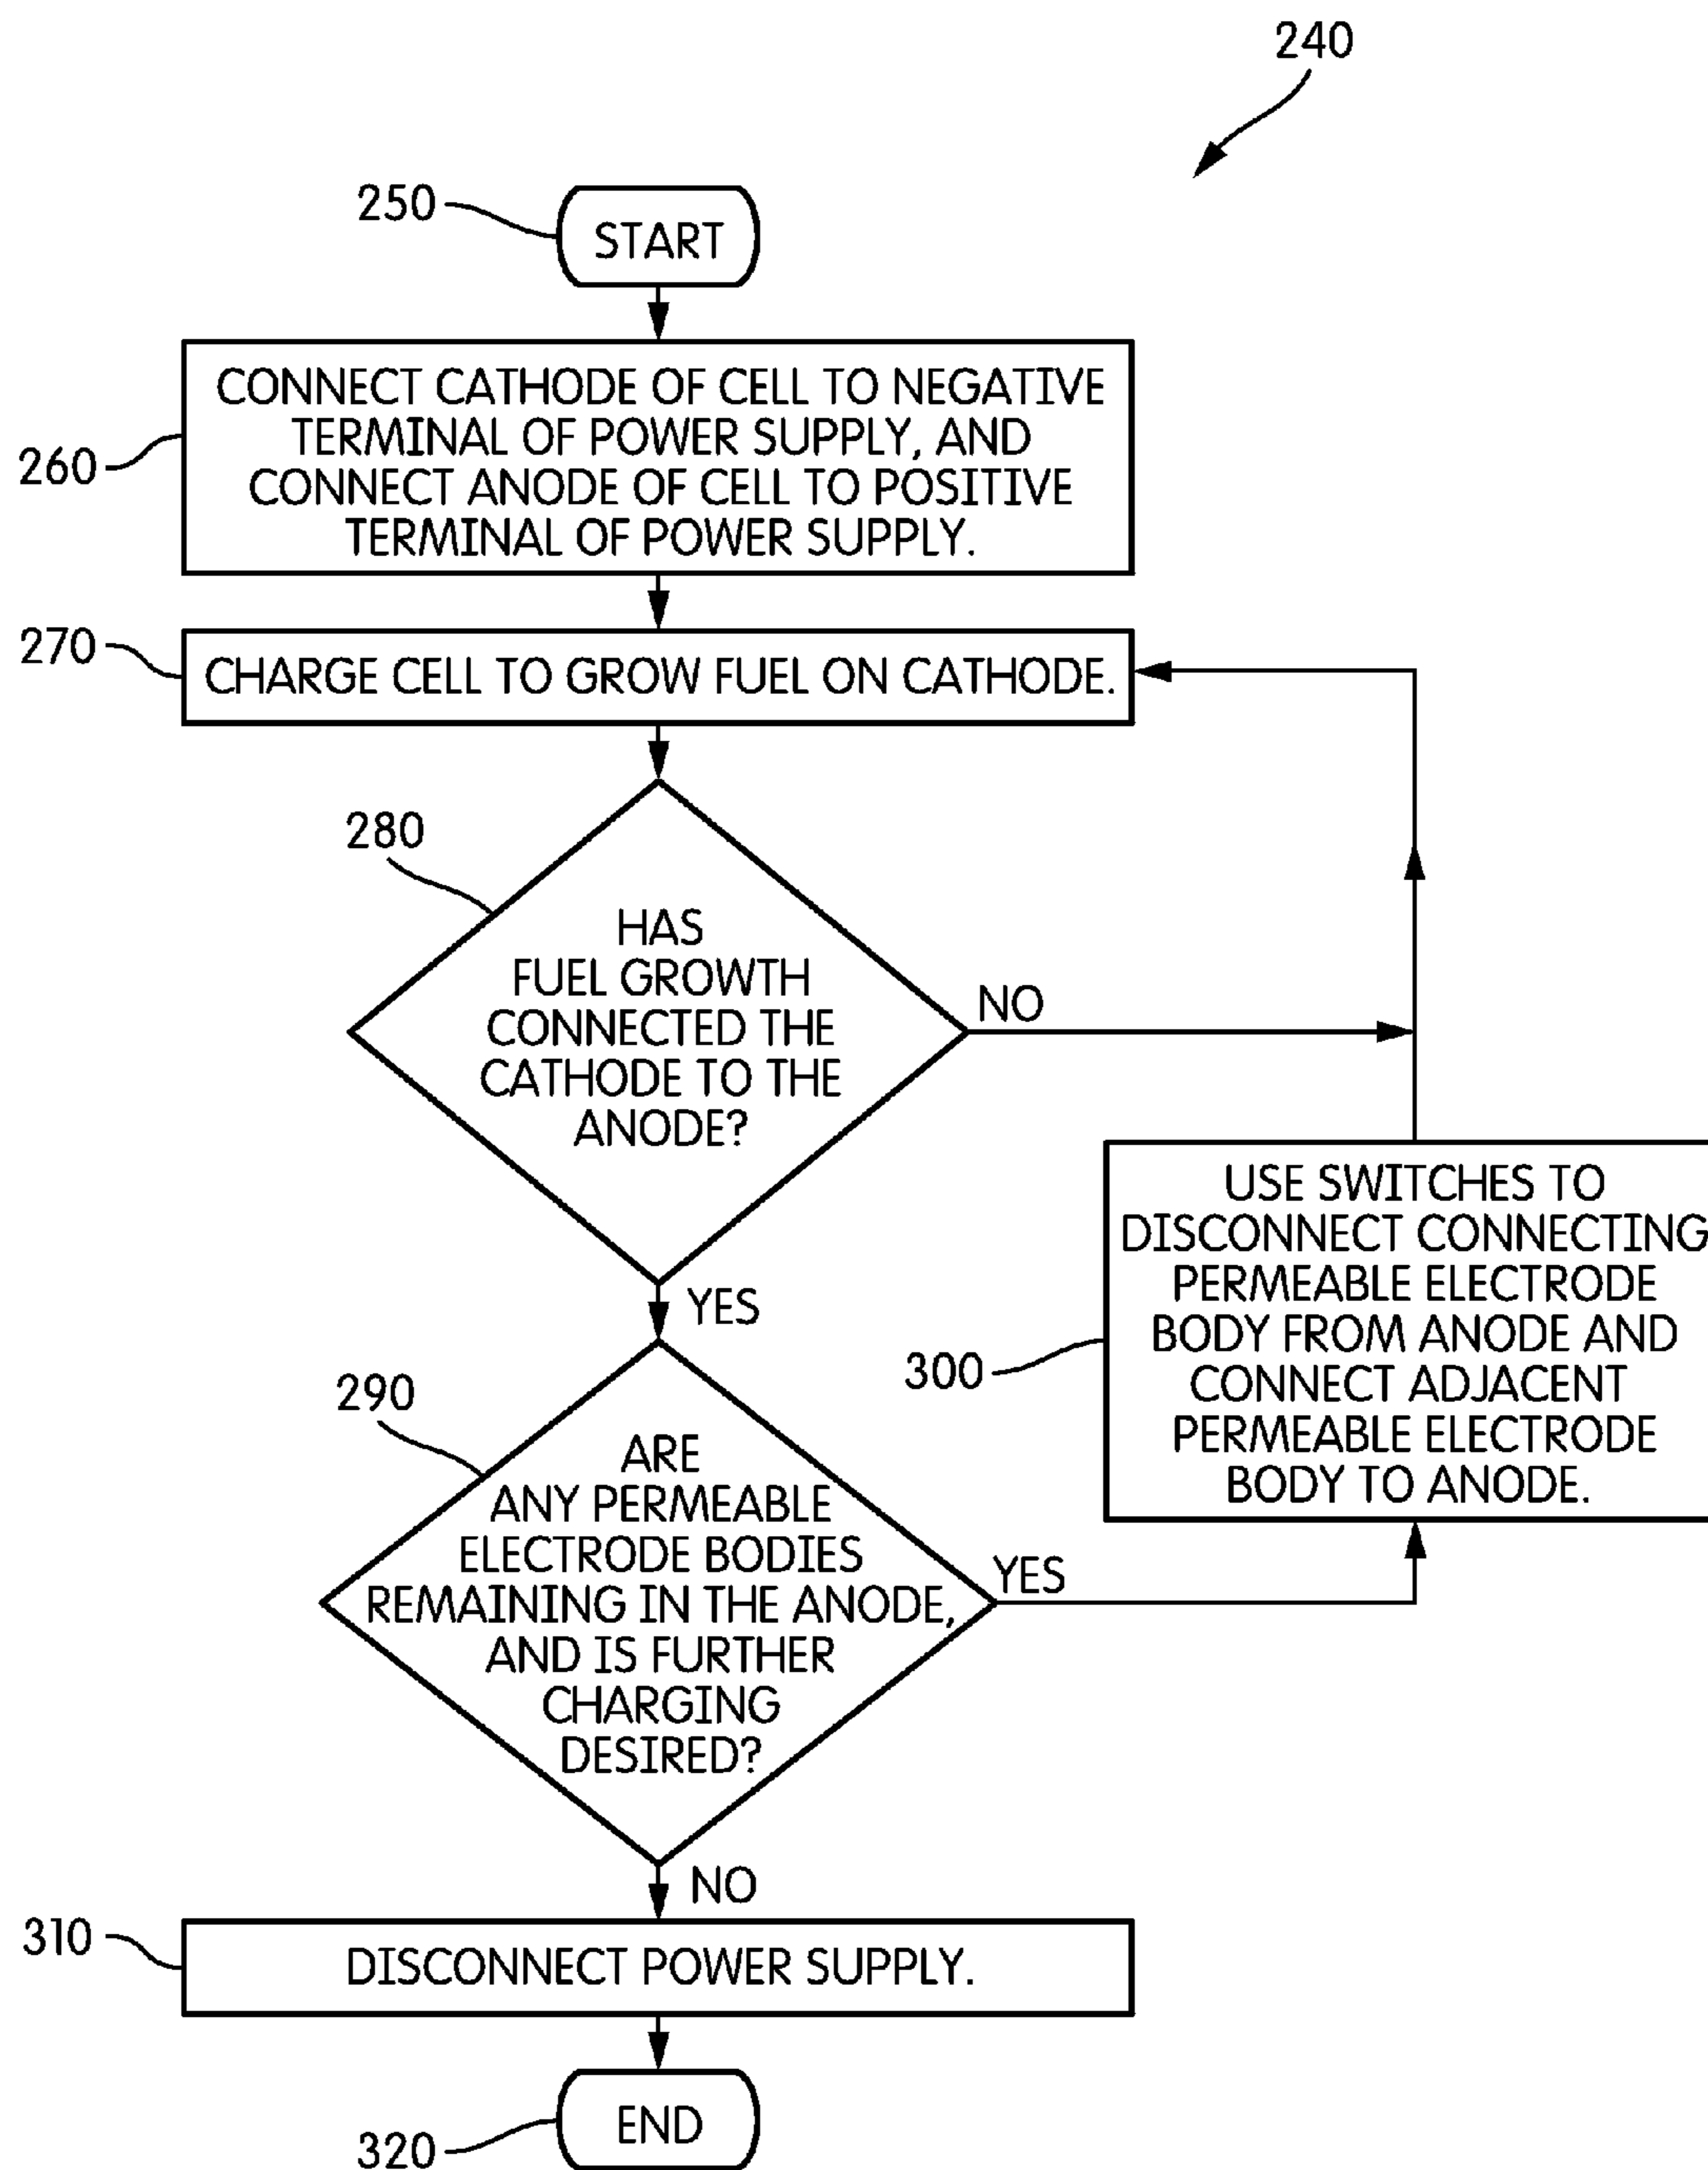 240
250
START
260
CONNECT CATHODE OF CELL TO NEGATIVE
TERMINAL OF POWER SUPPLY, AND
CONNECT ANODE OF CELL TO POSITIVE
TERMINAL OF POWER SUPPLY.
270
CHARGE CELL TO GROW FUEL ON CATHODE.
280
HAS
FUEL GROWTH
CONNECTED THE
CATHODE TO THE
ANODE?
NO
YES
290
ARE
ANY PERMEABLE
ELECTRODE BODIES
REMAINING IN THE ANODE,
AND IS FURTHER
CHARGING
DESIRED?
YES
300
USE SWITCHES TO
DISCONNECT CONNECTING
PERMEABLE ELECTRODE
BODY FROM ANODE AND
CONNECT ADJACENT
PERMEABLE ELECTRODE
BODY TO ANODE.
NO
310
DISCONNECT POWER SUPPLY.
320
END